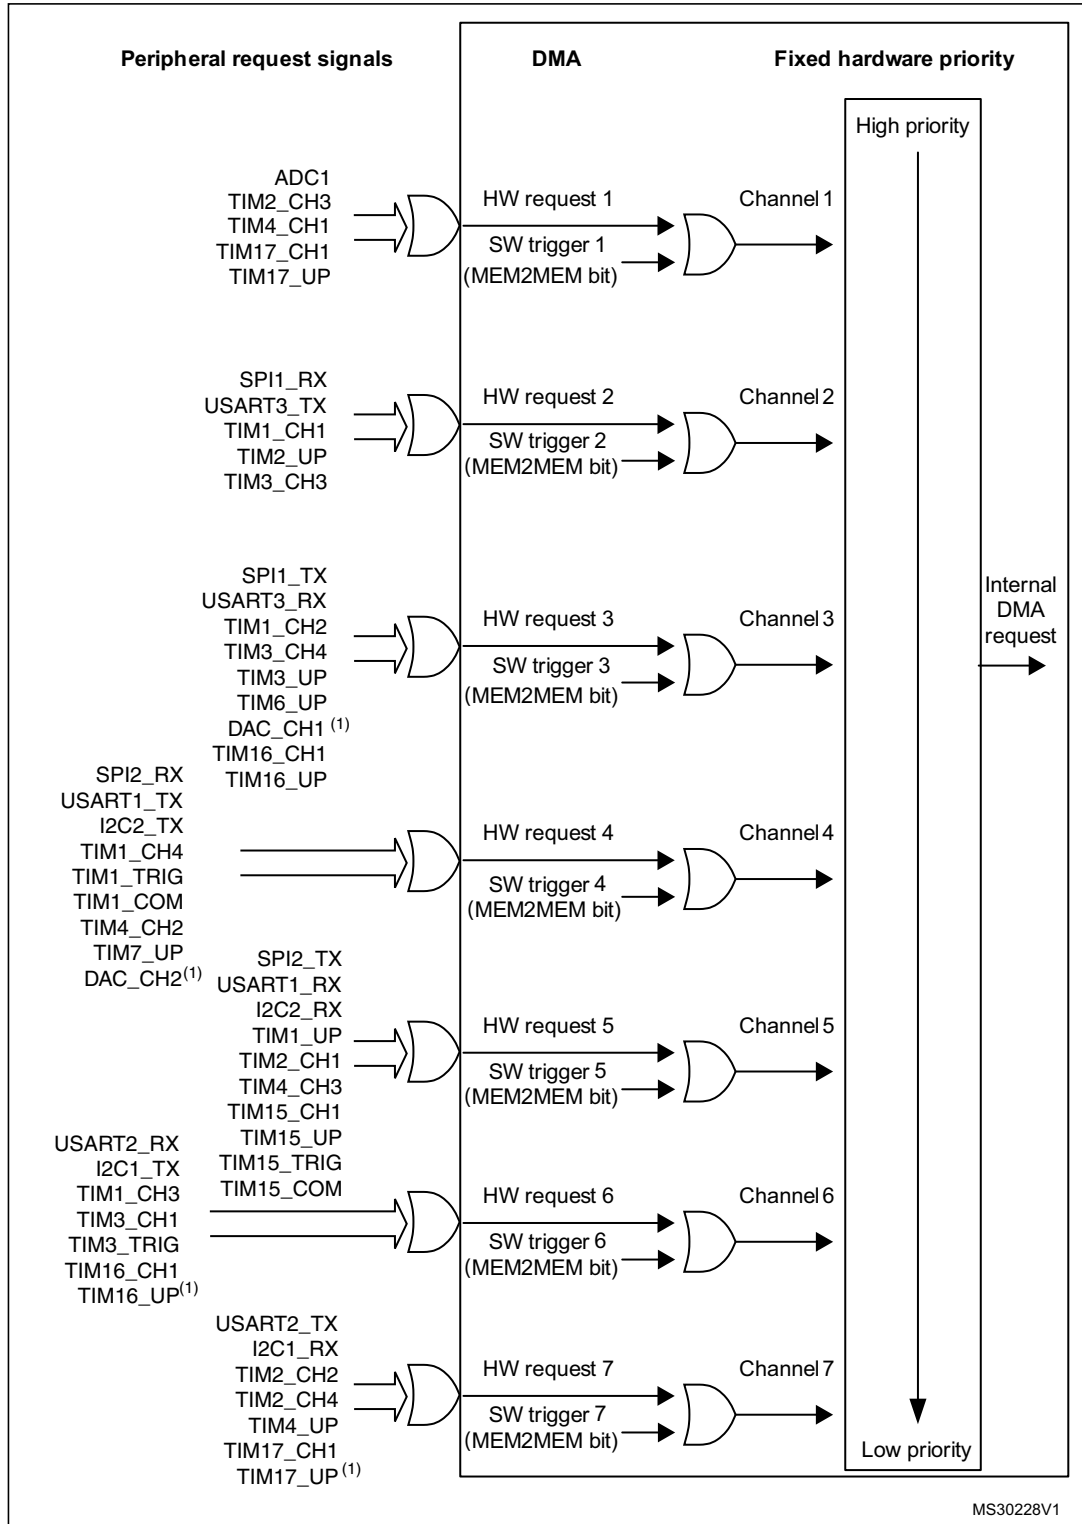 Peripheral request signals
DMA
Fixed hardware priority
High priority
ADC1
TIM2_CH3
TIM4_CH1
TIM17_CH1
TIM17_UP
HW request 1
SW trigger 1
(MEM2MEM bit)
Channel 1
SPI1_RX
USART3_TX
TIM1_CH1
TIM2_UP
TIM3_CH3
HW request 2
SW trigger 2
(MEM2MEM bit)
Channel 2
SPI1_TX
USART3_RX
TIM1_CH2
TIM3_CH4
TIM3_UP
TIM6_UP
DAC_CH1 (1)
TIM16_CH1
TIM16_UP
HW request 3
SW trigger 3
(MEM2MEM bit)
Channel 3
Internal
DMA
request
SPI2_RX
USART1_TX
I2C2_TX
TIM1_CH4
TIM1_TRIG
TIM1_COM
TIM4_CH2
TIM7_UP
DAC_CH2(1)
HW request 4
SW trigger 4
(MEM2MEM bit)
Channel 4
SPI2_TX
USART1_RX
I2C2_RX
TIM1_UP
TIM2_CH1
TIM4_CH3
TIM15_CH1
TIM15_UP
TIM15_TRIG
TIM15_COM
HW request 5
SW trigger 5
(MEM2MEM bit)
Channel 5
USART2_RX
I2C1_TX
TIM1_CH3
TIM3_CH1
TIM3_TRIG
TIM16_CH1
TIM16_UP(1)
HW request 6
SW trigger 6
(MEM2MEM bit)
Channel 6
USART2_TX
I2C1_RX
TIM2_CH2
TIM2_CH4
TIM4_UP
TIM17_CH1
TIM17_UP(1)
HW request 7
SW trigger 7
(MEM2MEM bit)
Channel 7
Low priority
MS30228V1